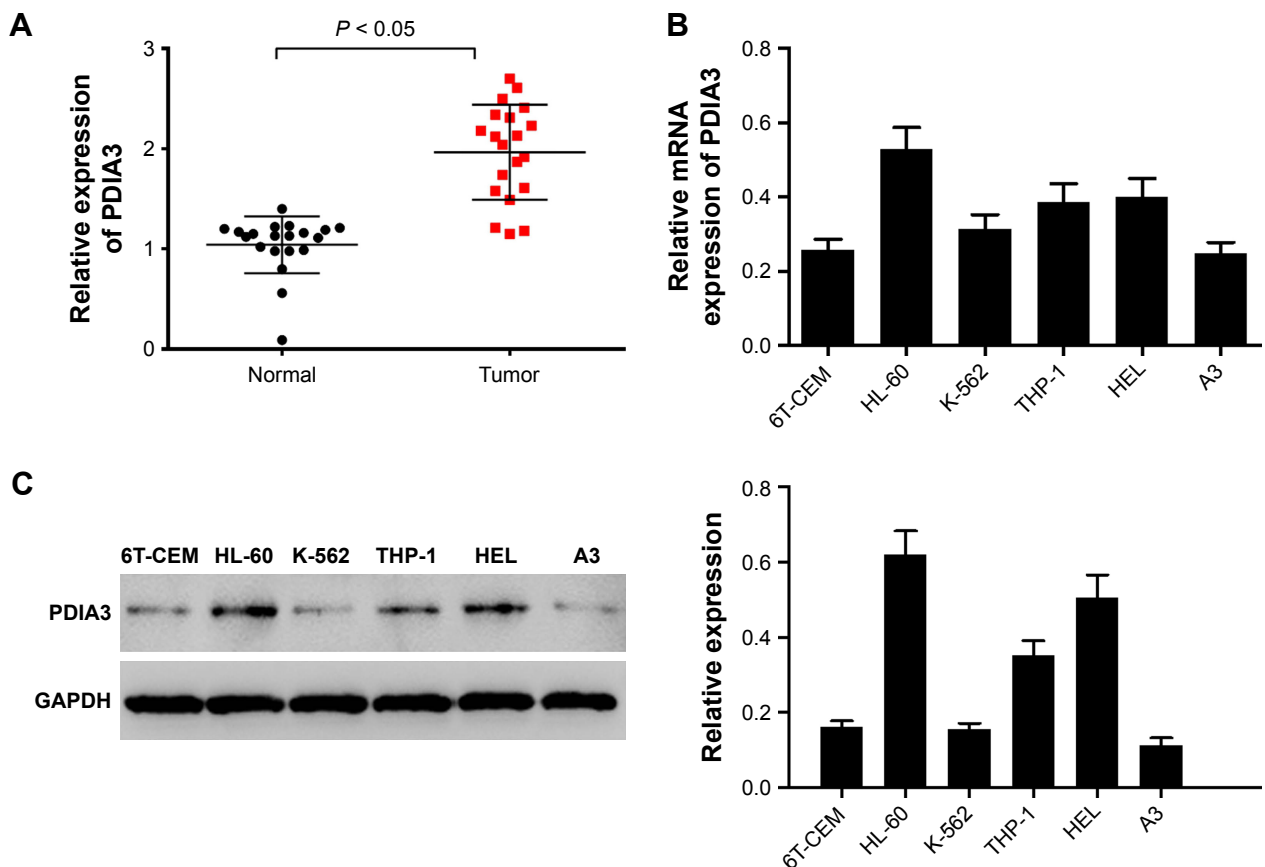 A
P < 0.05
Relative expression
of PDIA3
3
2
1
0
Normal
Tumor
B
Relative mRNA
expression of PDIA3
0.8
0.6
0.4
0.2
0.0
6T-CEM
HL-60
K-562
THP-1
HEL
A3
C
6T-CEM HL-60 K-562 THP-1 HEL A3
PDIA3
GAPDH
Relative expression
0.8
0.6
0.4
0.2
0.0
6T-CEM
HL-60
K-562
THP-1
HEL
A3